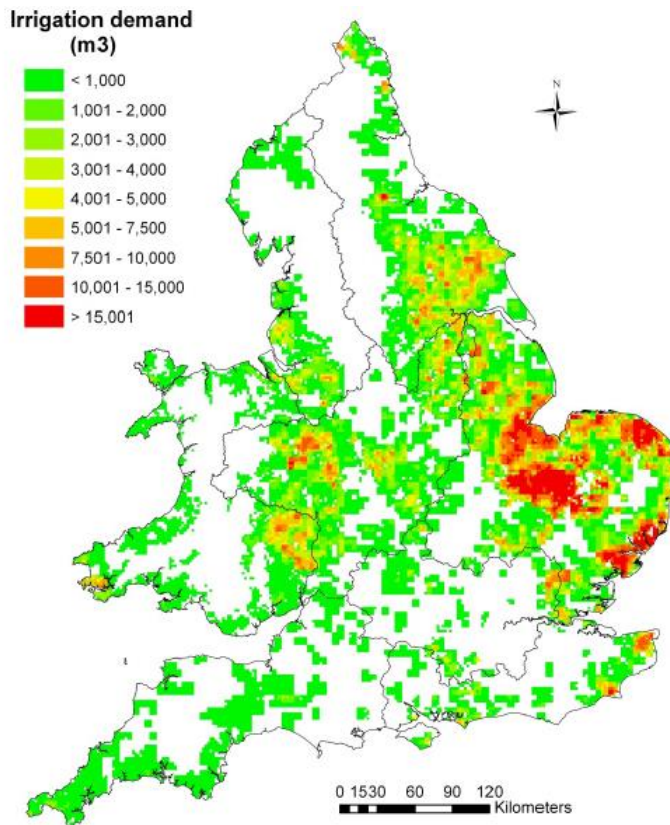 Irrigation demand
(m3)
< 1,000
1,001 - 2,000
2,001 - 3,000
3,001 - 4,000
4,001 - 5,000
5,001 - 7,500
7,501 - 10,000
10,001 - 15,000
> 15,001
N
0 1530 60 90 120
Kilometers